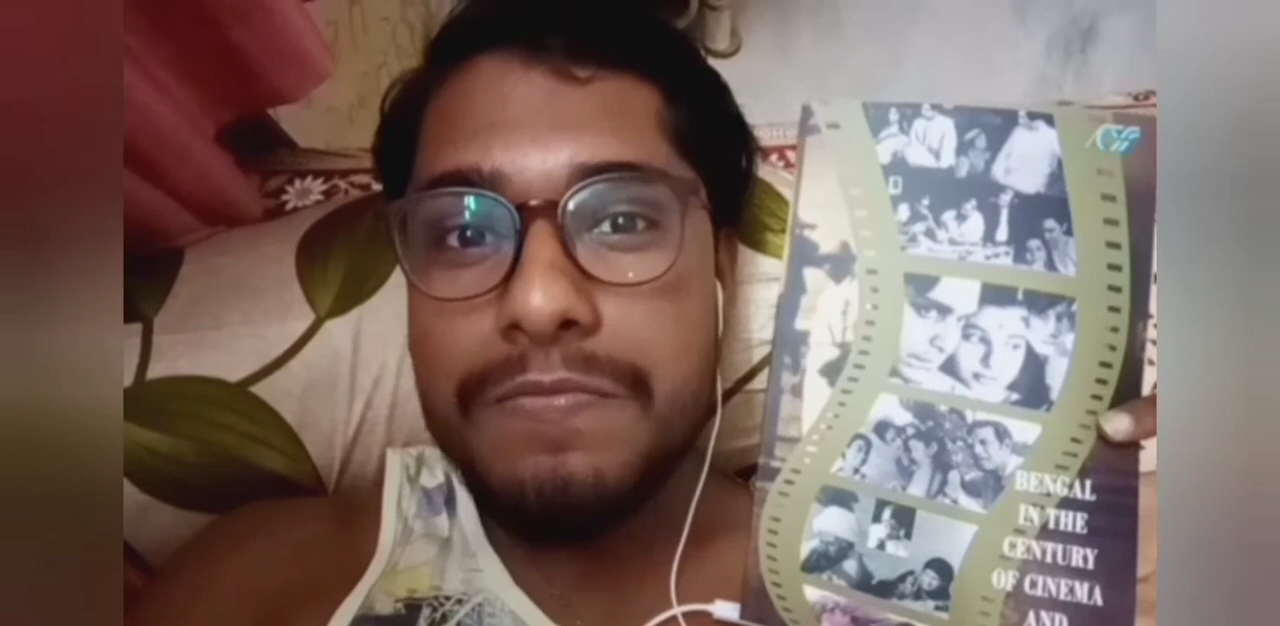 BENGAL
IN THE
CENTURY
OF CINEMA
AND